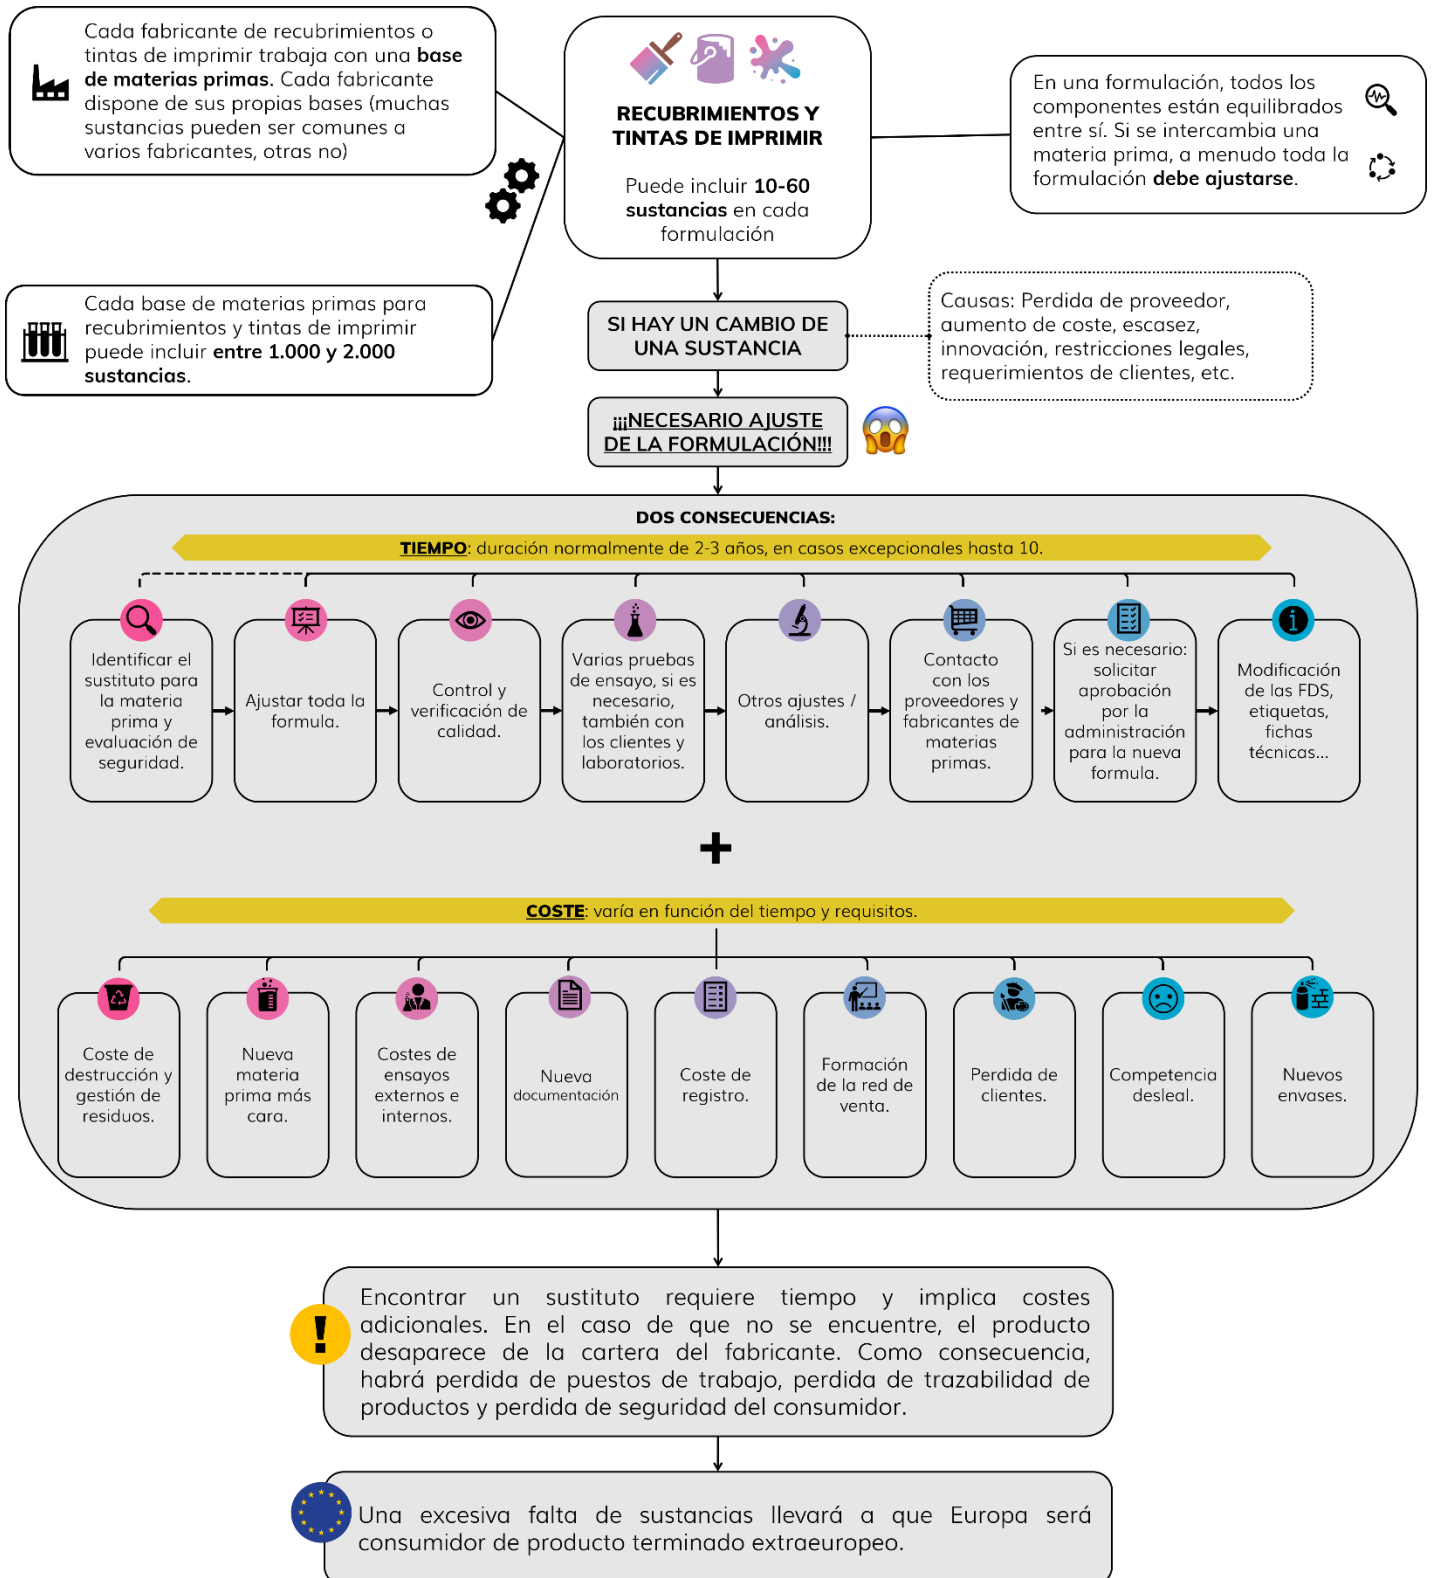 Cada fabricante de recubrimientos o
tintas de imprimir trabaja con una base
de materias primas. Cada fabricante
dispone de sus propias bases (muchas
sustancias pueden ser comunes a
varios fabricantes, otras no)
RECUBRIMIENTOS Y
TINTAS DE IMPRIMIR
Puede incluir 10-60
sustancias en cada
formulación
En una formulación, todos los
componentes están equilibrados
entre sí. Si se intercambia una
materia prima, a menudo toda la
formulación debe ajustarse.
Cada base de materias primas para
recubrimientos y tintas de imprimir
puede incluir entre 1.000 y 2.000
sustancias.
SI HAY UN CAMBIO DE
UNA SUSTANCIA
Causas: Perdida de proveedor,
aumento de coste, escasez,
innovación, restricciones legales,
requerimientos de clientes, etc.
¡¡¡NECESARIO AJUSTE
DE LA FORMULACIÓN!!!
DOS CONSECUENCIAS:
TIEMPO: duración normalmente de 2-3 años, en casos excepcionales hasta 10.
Identificar el
sustituto para
la materia
prima y
evaluación de
seguridad.
Ajustar toda la
formula.
Control y
verificación de
calidad.
Varias pruebas
de ensayo, si es
necesario,
también con
los clientes y
laboratorios.
Otros ajustes /
análisis.
Contacto
con los
proveedores y
fabricantes de
materias
primas.
Si es necesario:
solicitar
aprobación
por la
administración
para la nueva
formula.
Modificación
de las FDS,
etiquetas,
fichas
técnicas...
+
COSTE: varía en función del tiempo y requisitos.
Coste de
destrucción y
gestión de
residuos.
Nueva
materia
prima más
cara.
Costes de
ensayos
externos e
internos.
Nueva
documentación
Coste de
registro.
Formación
de la red de
venta.
Perdida de
clientes.
Competencia
desleal.
Nuevos
envases.
Encontrar un sustituto requiere tiempo y implica costes
adicionales. En el caso de que no se encuentre, el producto
desaparece de la cartera del fabricante. Como consecuencia,
habrá perdida de puestos de trabajo, perdida de trazabilidad de
productos y perdida de seguridad del consumidor.
Una excesiva falta de sustancias llevará a que Europa será
consumidor de producto terminado extraeuropeo.